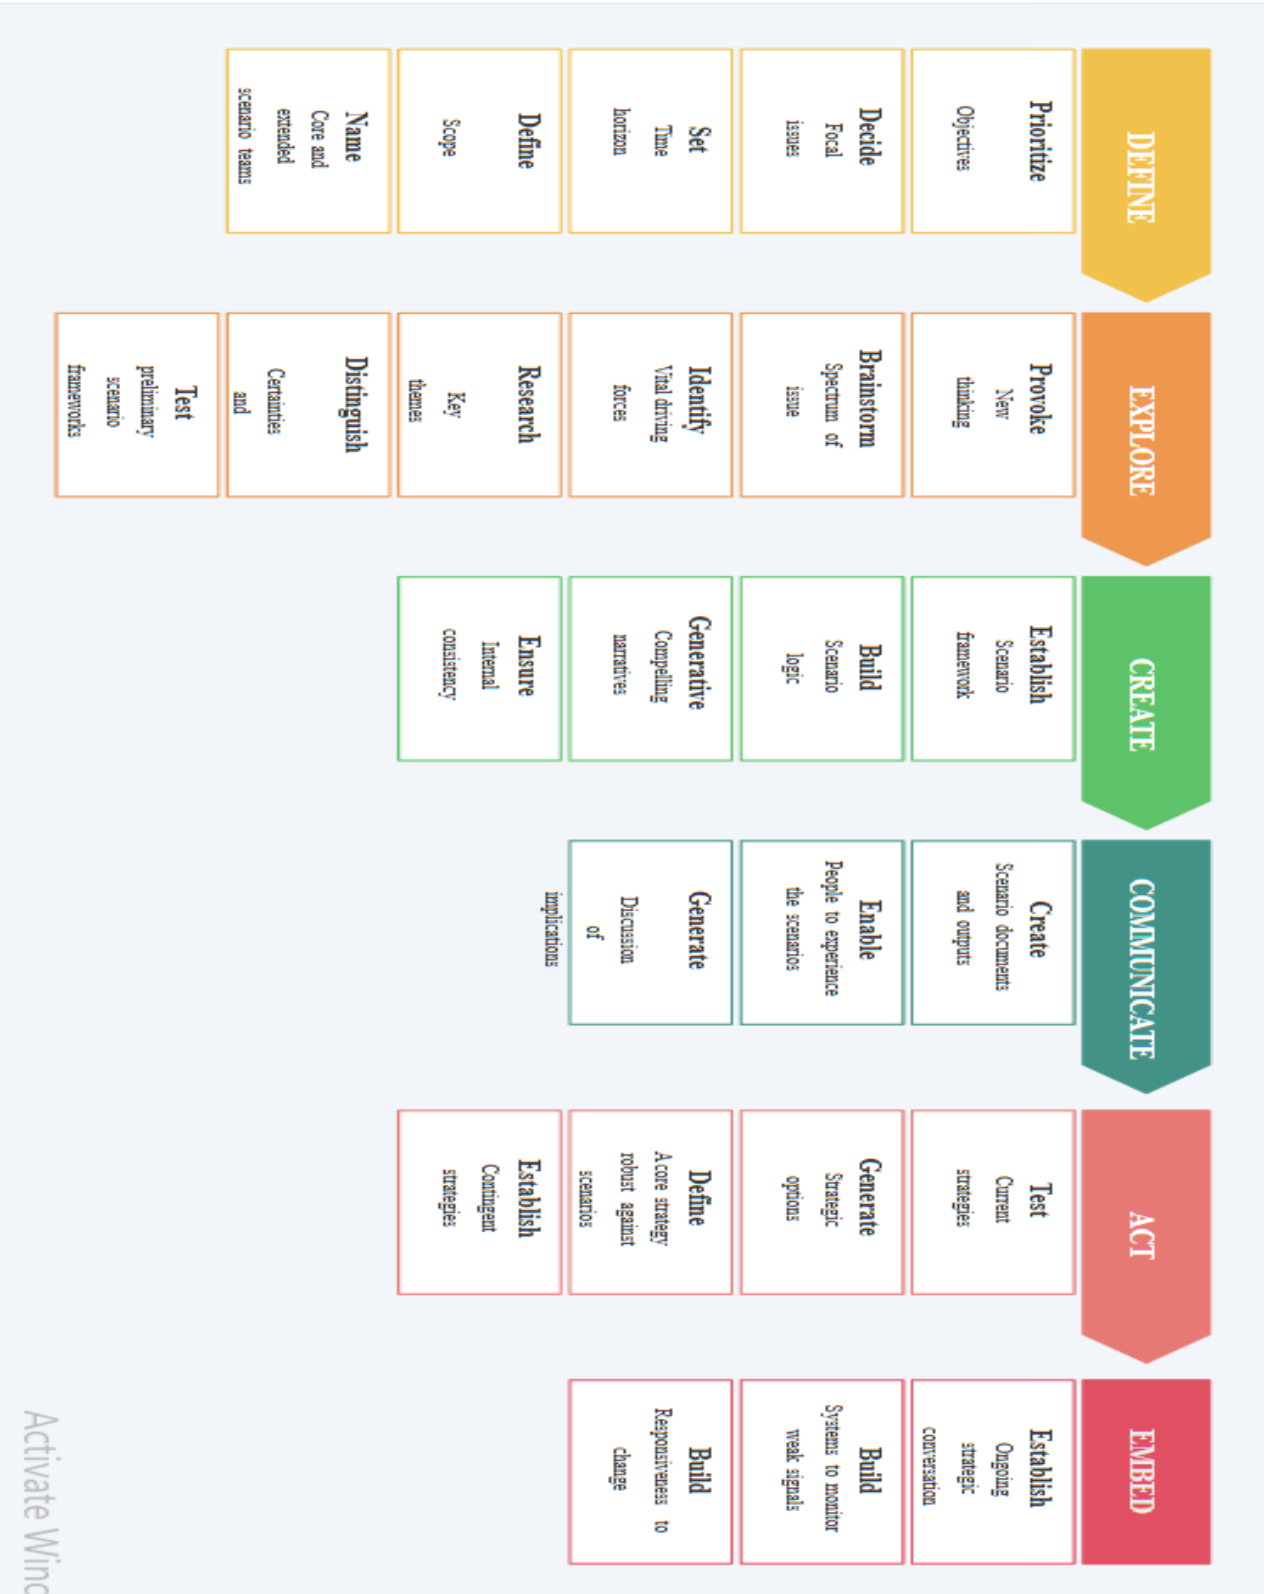 DEFINE
Prioritize
Objectives
Decide
Focal
issues
Set
Time
horizon
Define
Scope
Name
Core and
extended
scenario teams
EXPLORE
Provoke
New
thinking
Brainstorm
Spectrum of
issue
Identify
Vital driving
forces
Research
Key
themes
Distinguish
Certainties
and
Test
preliminary
scenario
frameworks
CREATE
Establish
Scenario
framework
Build
Scenario
logic
Generative
Compelling
narratives
Ensure
Internal
consistency
COMMUNICATE
Create
Scenario documents
and outputs
Enable
People to experience
the scenarios
Generate
Discussion
of
implications
ACT
Test
Current
strategies
Generate
Strategic
options
Define
A core strategy
robust against
scenarios
Establish
Contingent
strategies
EMBED
Establish
Ongoing
strategic
conversation
Build
Systems to monitor
weak signals
Build
Responsiveness to
change
Activate Winc